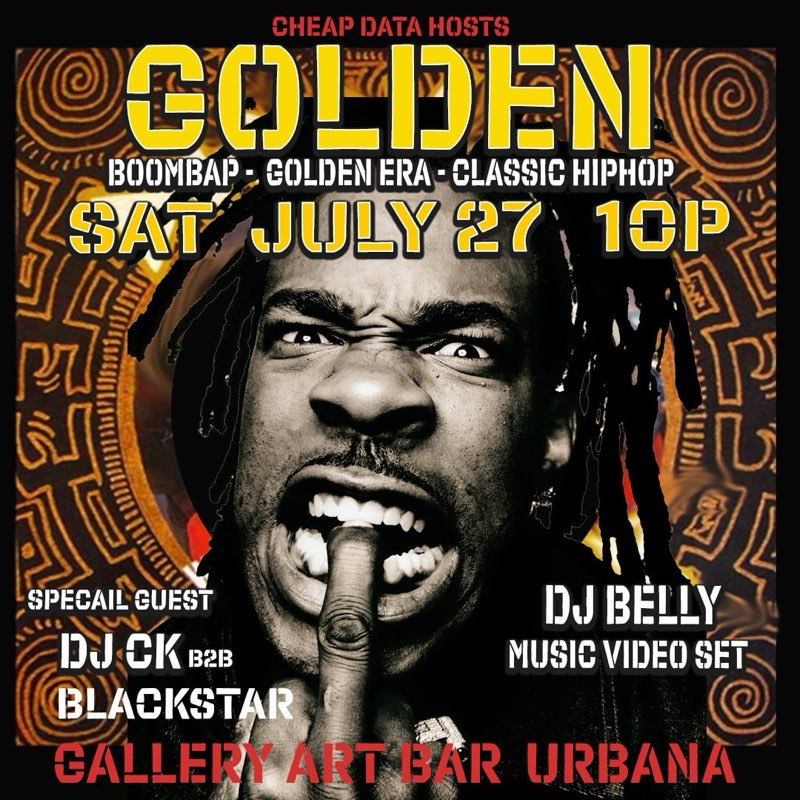 CHEAP DATA HOSTS
GOLDEN
BOOMBAP - GOLDEN ERA - CLASSIC HIPHOP
SAT JULY 27 10P
SPECAIL GUEST
DJ CK B2B
BLACKSTAR
DJ BELLY
MUSIC VIDEO SET
GALLERY ART BAR URBANA